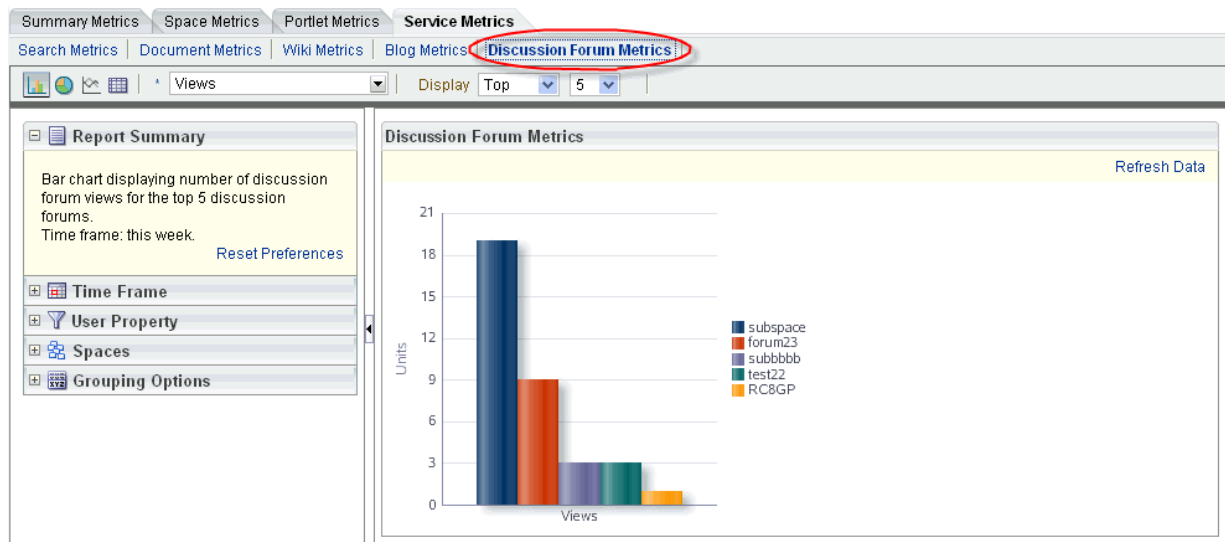 Summary Metrics Space Metrics Portlet Metrics Service Metrics
Search Metrics Document Metrics Wiki Metrics Blog Metrics Discussion Forum Metrics
* Views Display Top 5
Report Summary
Bar chart displaying number of discussion
forum views for the top 5 discussion
forums.
Time frame: this week.
Reset Preferences
Time Frame
User Property
Spaces
Grouping Options
Discussion Forum Metrics
Refresh Data
21
18
15
12
9
6
3
0
Units
Views
subspace
forum23
subbbbb
test22
RC8GP